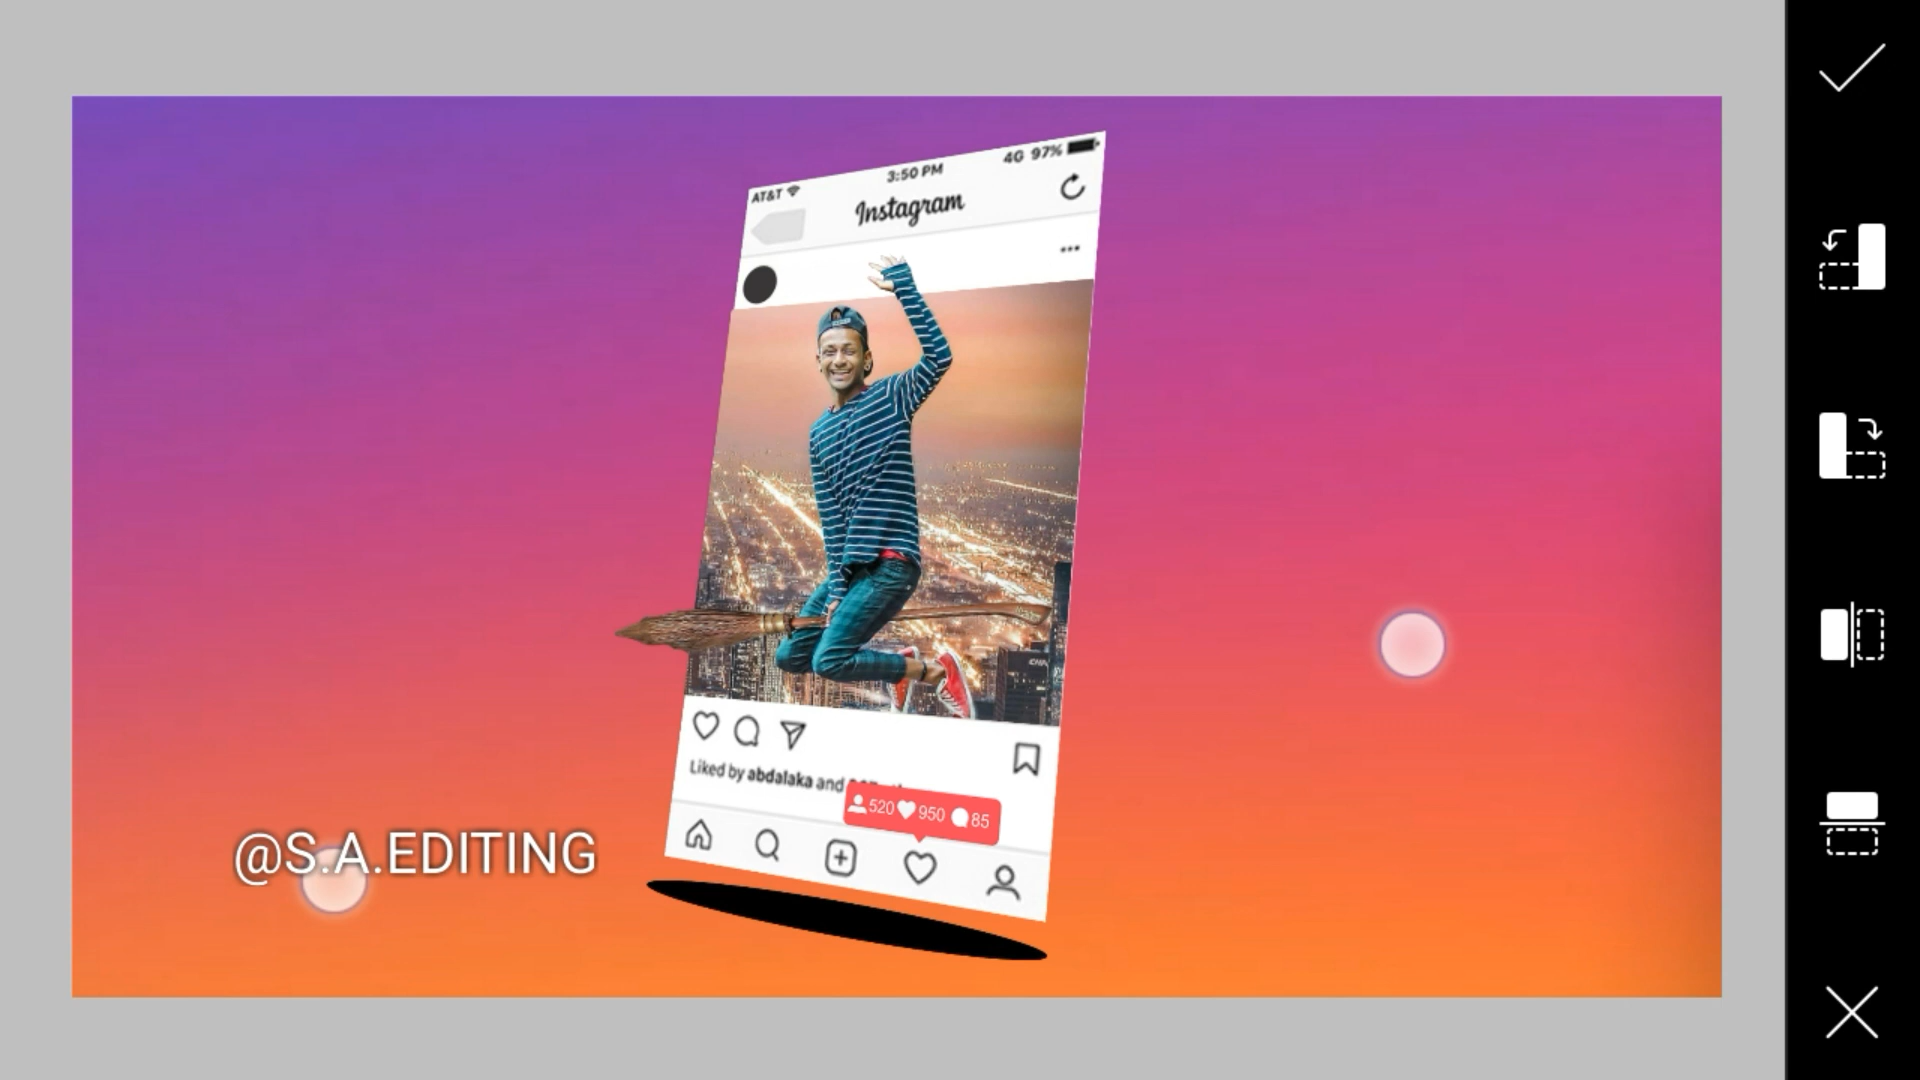 AT&T 3:50 PM 4G 97%
Instagram
Liked by abdalaka and
520 950 85
@S.A.EDITING